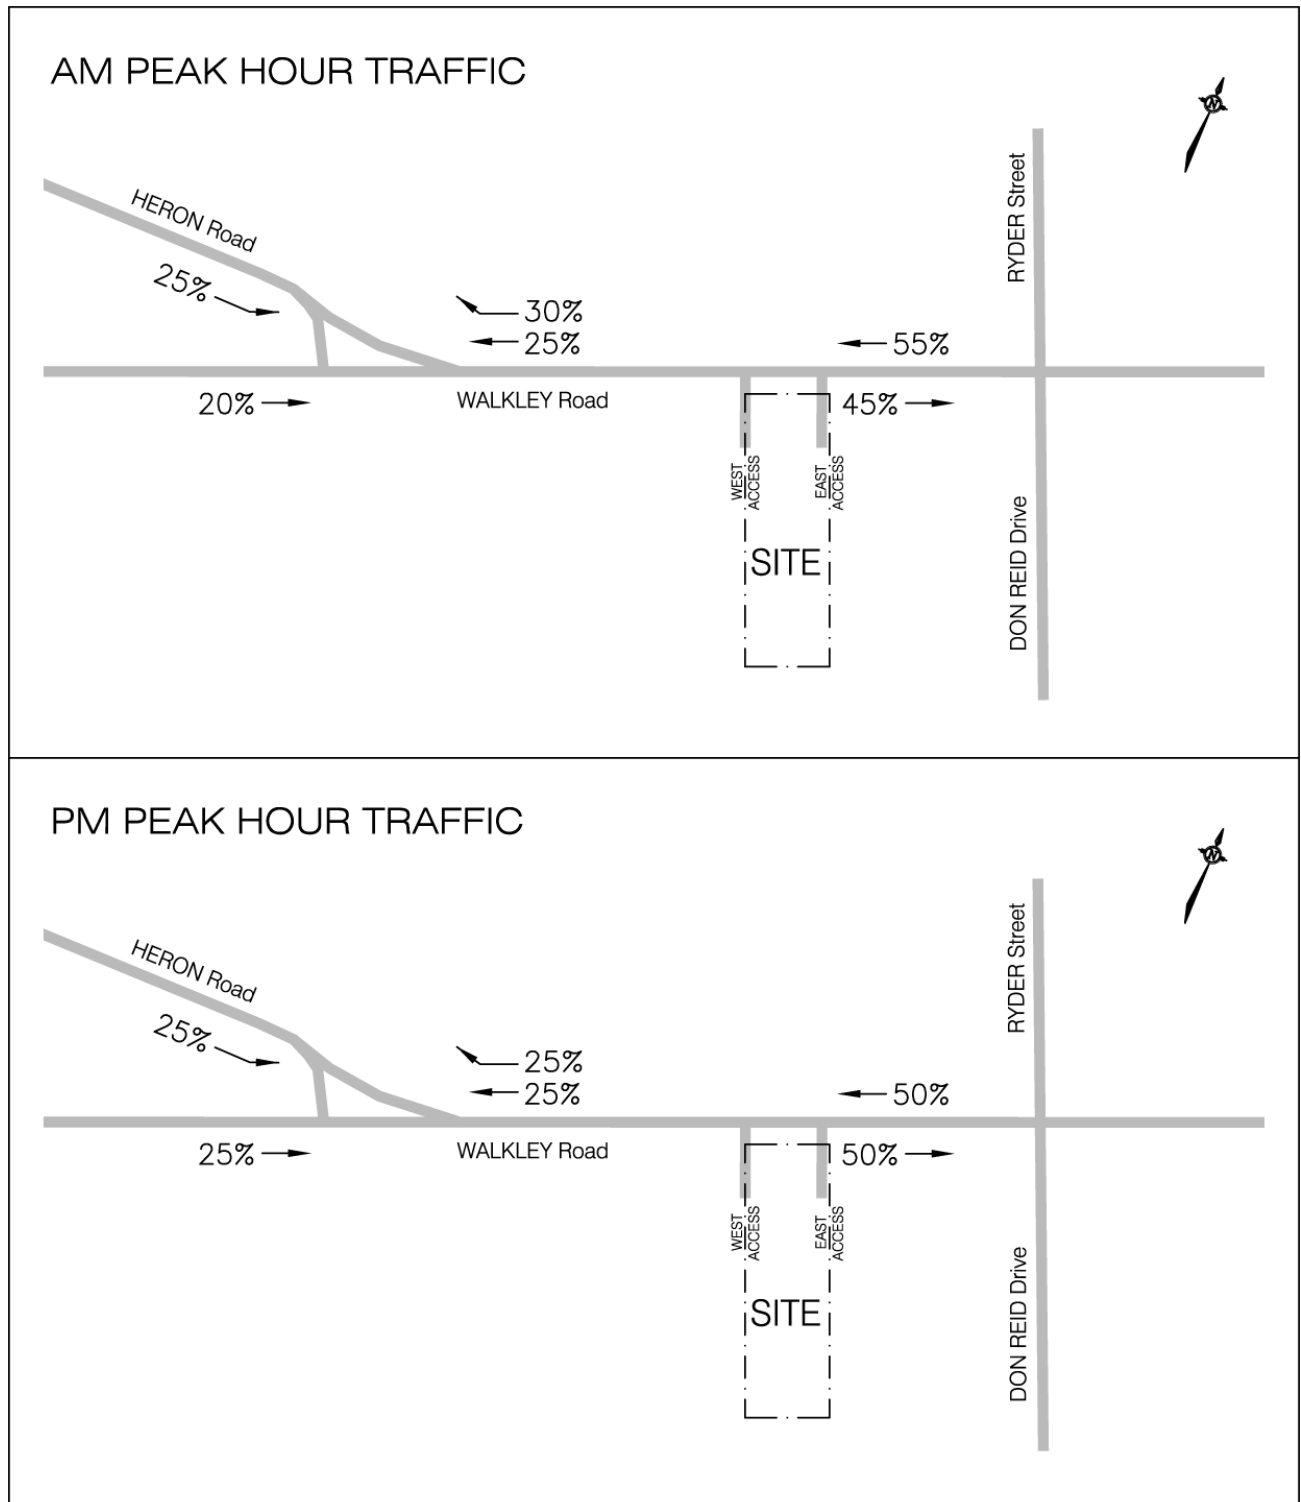 AM PEAK HOUR TRAFFIC
N
HERON Road
RYDER Street
25%
30%
25%
55%
20%
WALKLEY Road
45%
WEST
ACCESS
EAST
ACCESS
SITE
DON REID Drive
PM PEAK HOUR TRAFFIC
N
HERON Road
RYDER Street
25%
25%
25%
50%
25%
WALKLEY Road
50%
WEST
ACCESS
EAST
ACCESS
SITE
DON REID Drive